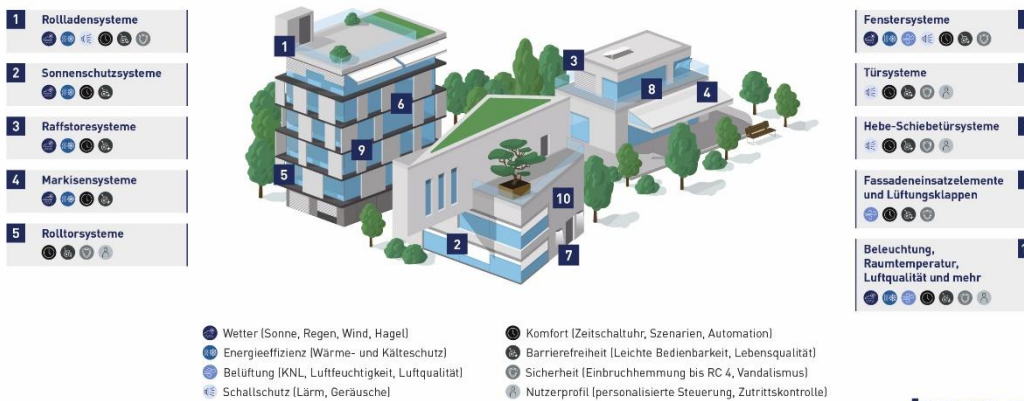 1 Rollladensysteme
2 Sonnenschutzsysteme
3 Raffstoresysteme
4 Markisensysteme
5 Rolltorsysteme
1
3
8
4
6
9
5
10
2
7
Fenstersysteme
Türsysteme
Hebe-Schiebetürsysteme
Fassadeneinsatzelemente
und Lüftungsklappen
Beleuchtung,
Raumtemperatur,
Luftqualität und mehr
Wetter (Sonne, Regen, Wind, Hagel)
Energieeffizienz (Wärme- und Kälteschutz)
Belüftung (KNL, Luftfeuchtigkeit, Luftqualität)
Schallschutz (Lärm, Geräusche)
Komfort (Zeitschaltuhr, Szenarien, Automation)
Barrierefreiheit (Leichte Bedienbarkeit, Lebensqualität)
Sicherheit (Einbruchhemmung bis RC 4, Vandalismus)
Nutzerprofil (personalisierte Steuerung, Zutrittskontrolle)